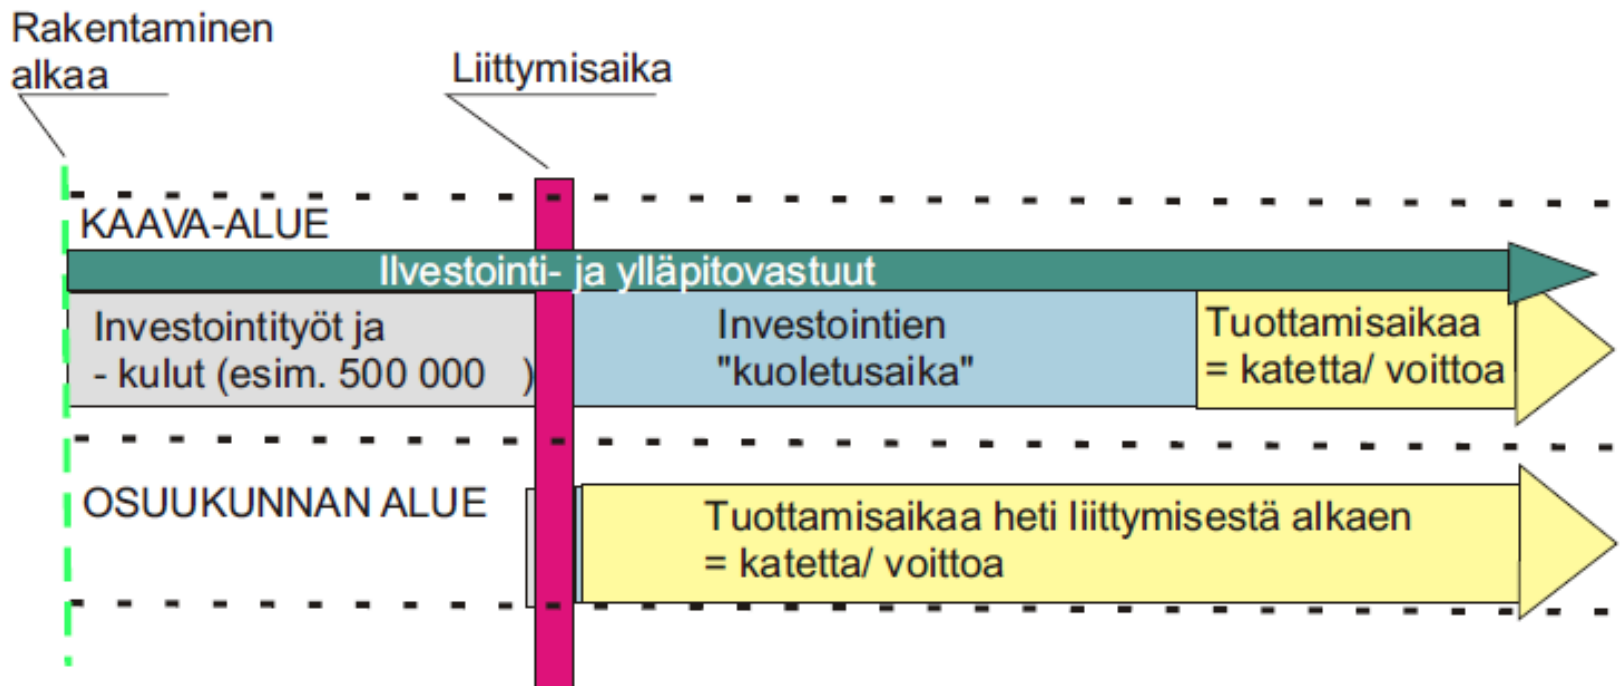 Rakentaminen
alkaa
Liittymisaika
KAAVA-ALUE
Ilvestointi- ja ylläpitovastuut
Investointityöt ja
- kulut (esim. 500 000   )
Investointien
"kuoletusaika"
Tuottamisaikaa
= katetta/ voittoa
OSUUKUNNAN ALUE
Tuottamisaikaa heti liittymisestä alkaen
= katetta/ voittoa